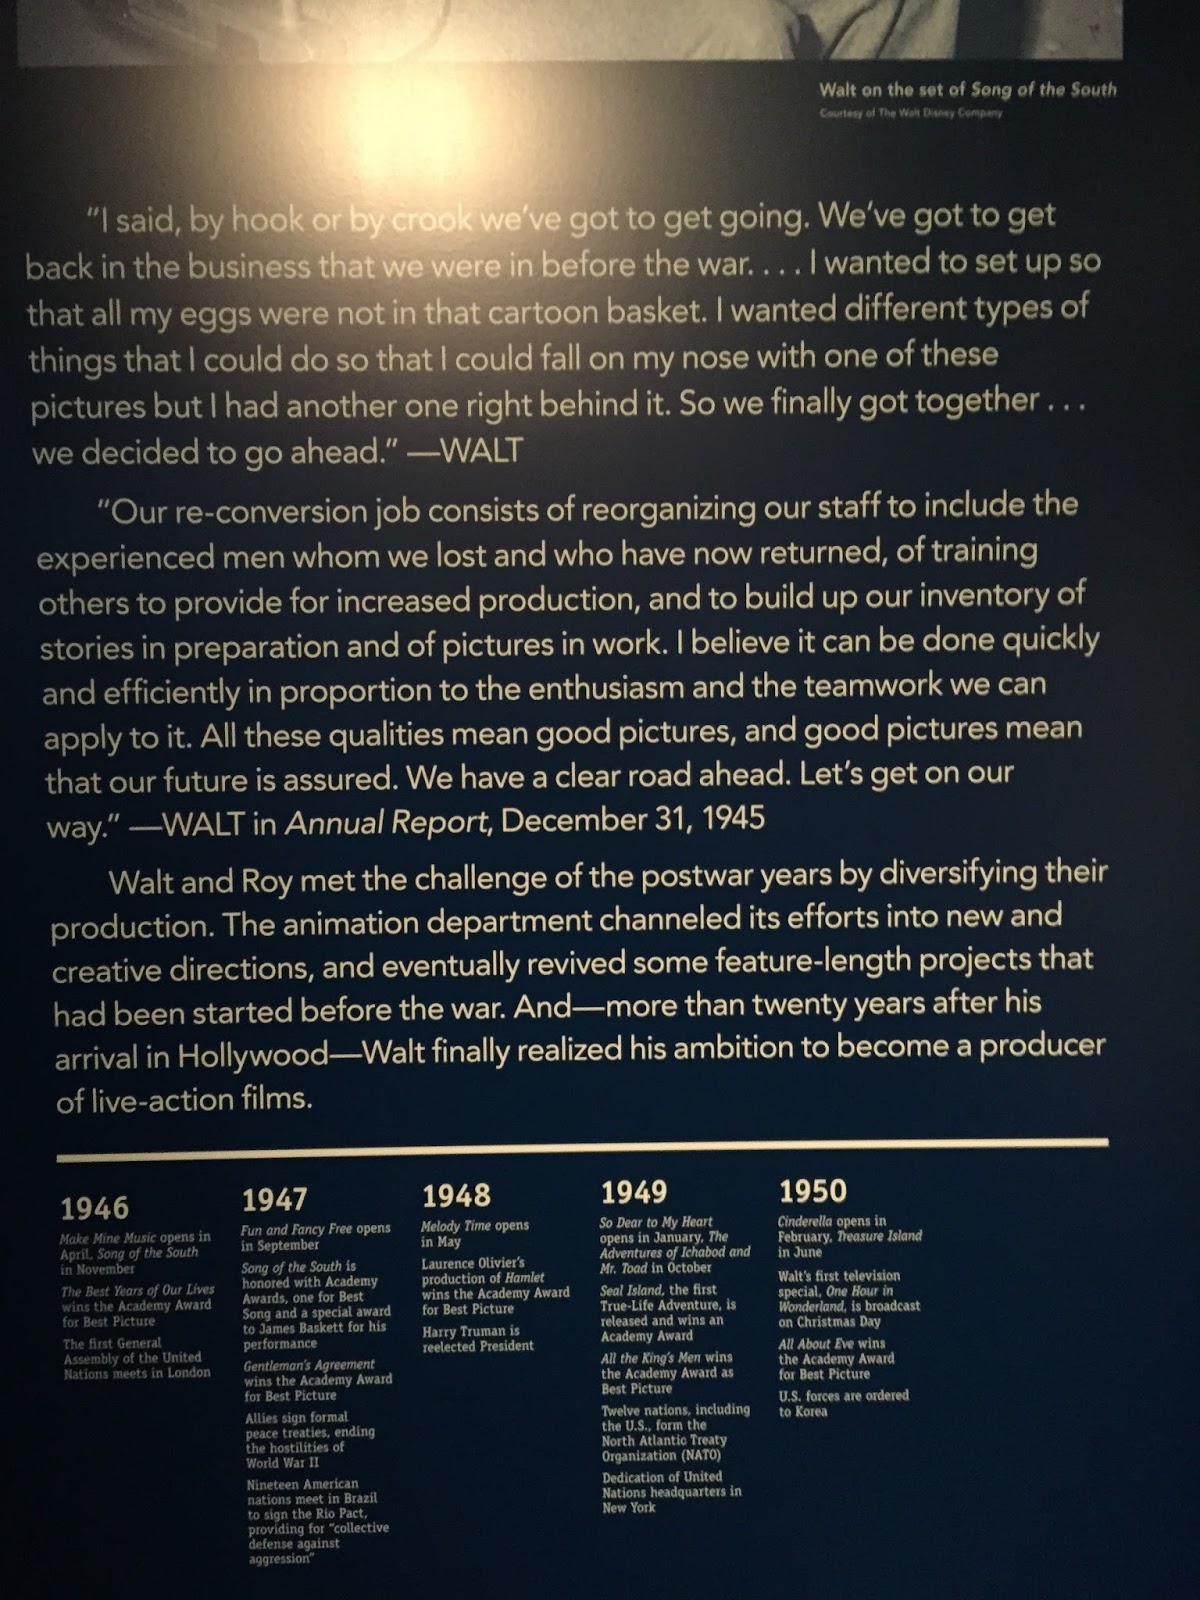 Walt on the set of Song of the South
Courtesy of The Walt Disney Company
“I said, by hook or by crook we’ve got to get going. We’ve got to get
back in the business that we were in before the war. . . . I wanted to set up so
that all my eggs were not in that cartoon basket. I wanted different types of
things that I could do so that I could fall on my nose with one of these
pictures but I had another one right behind it. So we finally got together . . .
we decided to go ahead.” —WALT
“Our re-conversion job consists of reorganizing our staff to include the
experienced men whom we lost and who have now returned, of training
others to provide for increased production, and to build up our inventory of
stories in preparation and of pictures in work. I believe it can be done quickly
and efficiently in proportion to the enthusiasm and the teamwork we can
apply to it. All these qualities mean good pictures, and good pictures mean
that our future is assured. We have a clear road ahead. Let’s get on our
way.” —WALT in Annual Report, December 31, 1945
Walt and Roy met the challenge of the postwar years by diversifying their
production. The animation department channeled its efforts into new and
creative directions, and eventually revived some feature-length projects that
had been started before the war. And—more than twenty years after his
arrival in Hollywood—Walt finally realized his ambition to become a producer
of live-action films.
1946
Make Mine Music opens in
April, Song of the South
in November
The Best Years of Our Lives
wins the Academy Award
for Best Picture
The first General
Assembly of the United
Nations meets in London
1947
Fun and Fancy Free opens
in September
Song of the South is
honored with Academy
Awards, one for Best
Song and a special award
to James Baskett for his
performance
Gentleman’s Agreement
wins the Academy Award
for Best Picture
Allies sign formal
peace treaties, ending
the hostilities of
World War II
Nineteen American
nations meet in Brazil
to sign the Rio Pact,
providing for “collective
defense against
aggression”
1948
Melody Time opens
in May
Laurence Olivier’s
production of Hamlet
wins the Academy Award
for Best Picture
Harry Truman is
reelected President
1949
So Dear to My Heart
opens in January, The
Adventures of Ichabod and
Mr. Toad in October
Seal Island, the first
True-Life Adventure, is
released and wins an
Academy Award
All the King’s Men wins
the Academy Award as
Best Picture
Twelve nations, including
the U.S., form the
North Atlantic Treaty
Organization (NATO)
Dedication of United
Nations headquarters in
New York
1950
Cinderella opens in
February, Treasure Island
in June
Walt’s first television
special, One Hour in
Wonderland, is broadcast
on Christmas Day
All About Eve wins
the Academy Award
for Best Picture
U.S. forces are ordered
to Korea